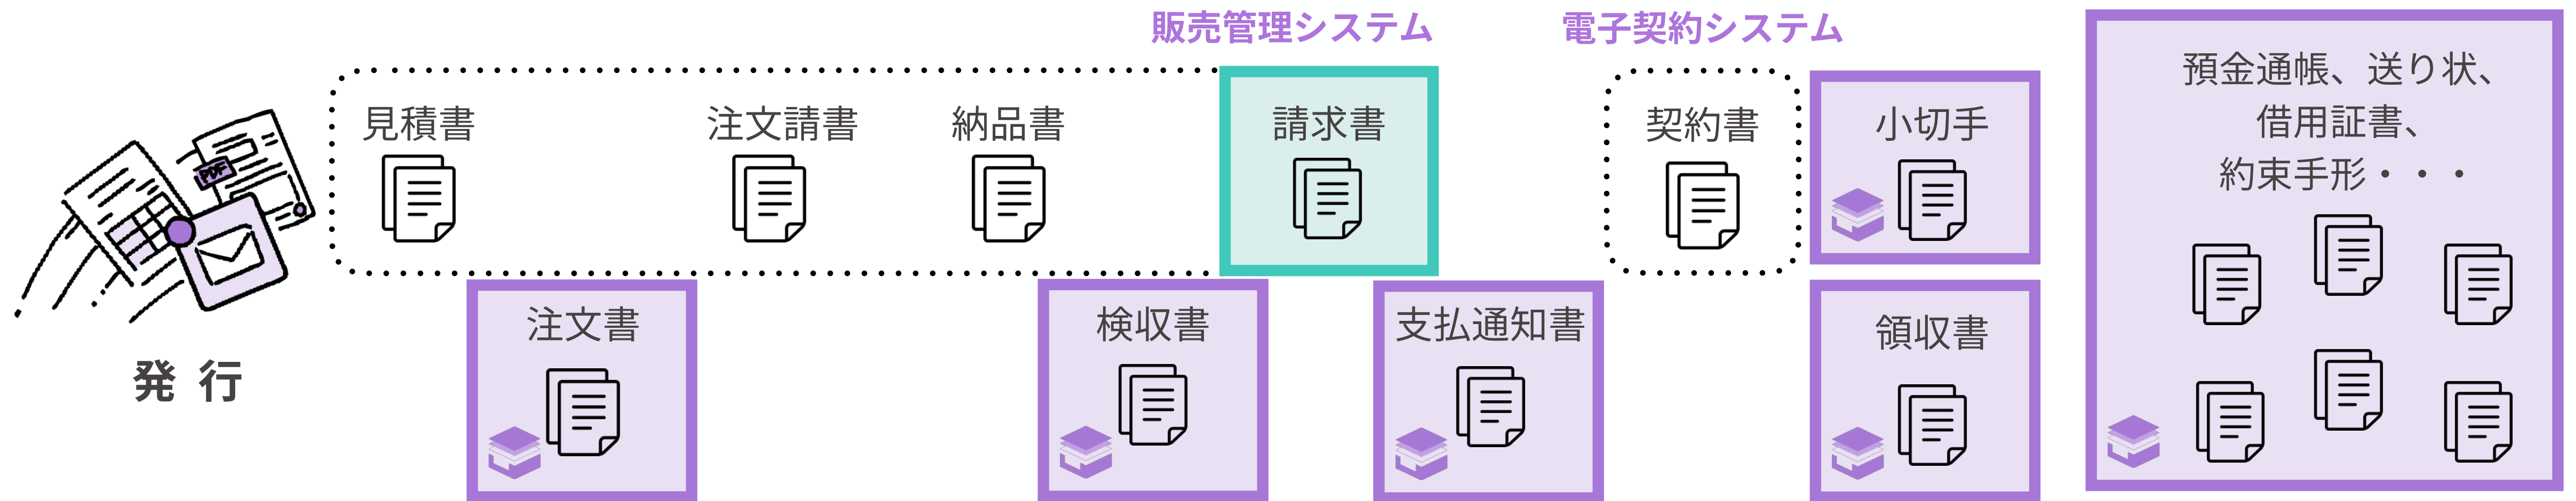 販売管理システム
電子契約システム
見積書
注文請書
納品書
請求書
契約書
小切手
預金通帳、送り状、
借用証書、
約束手形・・・
PDF
発 行
注文書
検収書
支払通知書
領収書